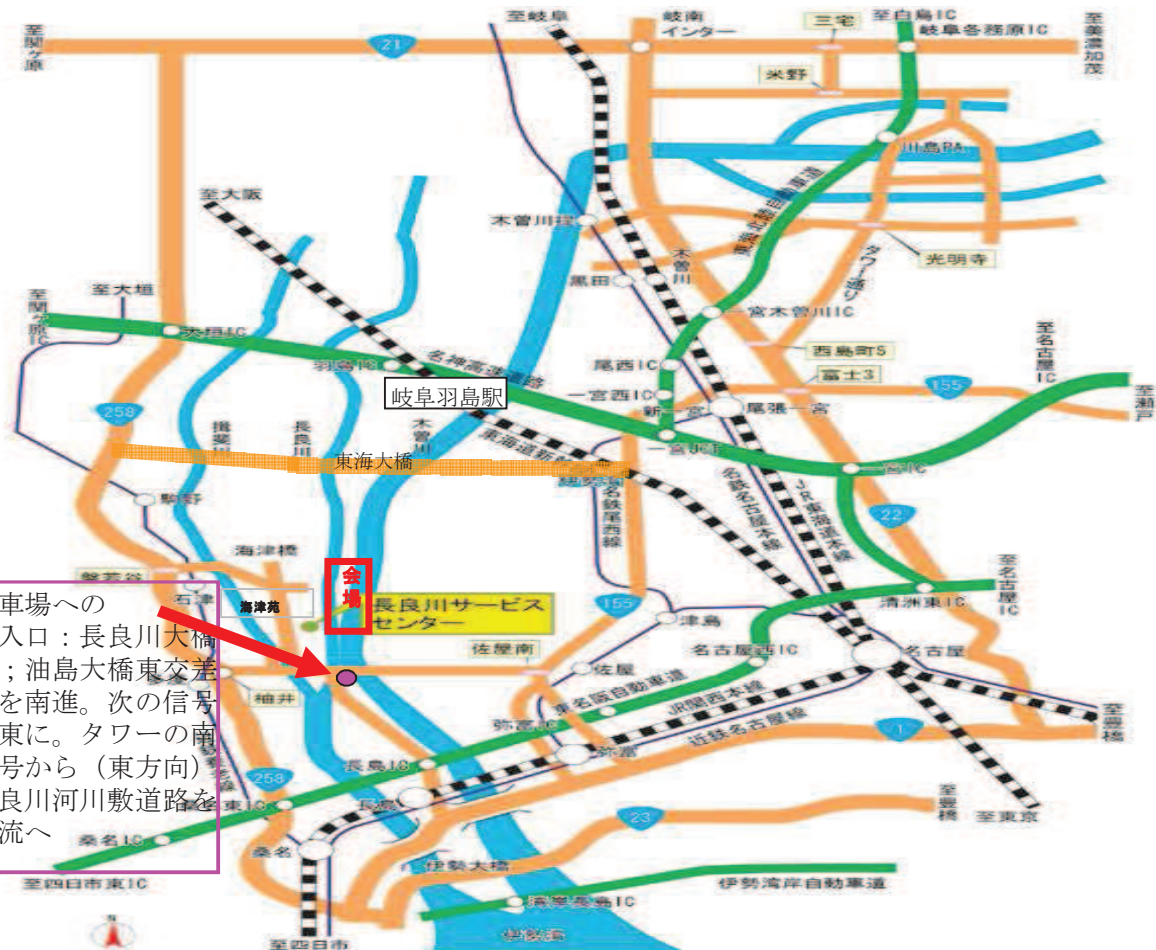 至岐阜
岐南
インター
三宅
至白鳥IC
岐阜各務原IC
至美濃加茂
至関ヶ原
21
米野
川島PA
至大阪
木曽川堤
東海北陸自動車道
木曽川
光明寺
黒田
タワー通り
至大垣
至関ヶ原IC
一宮木曽川IC
大垣IC
西島町5
至名古屋IC
羽島IC
名神高速道路
尾西IC
富士3
155
岐阜羽島駅
一宮西IC
新一宮
尾張一宮
至瀬戸
258
揖斐川
長良川
木曽川
東海大橋
一宮JCT
一宮IC
名鉄尾西線
名鉄名古屋本線
JR東海道本線
駒野
22
海津橋
会場
盤若谷
石津
海津苑
長良川サービス
センター
155
津島
清洲東IC
至名古屋IC
佐屋南
名古屋西IC
名古屋
佐屋
車場への
入口：長良川大橋
；油島大橋東交差
を南進。次の信号
東に。タワーの南
号から（東方向）
良川河川敷道路を
流へ
柚井
東名阪自動車道
JR関西本線
近鉄名古屋線
弥富IC
弥富
1
至豊橋
長島IC
258
長島
23
至豊橋
至東京
桑名IC
桑名
伊勢大橋
至四日市東IC
伊勢湾岸自動車道
湾岸長島IC
伊勢湾
至四日市
N